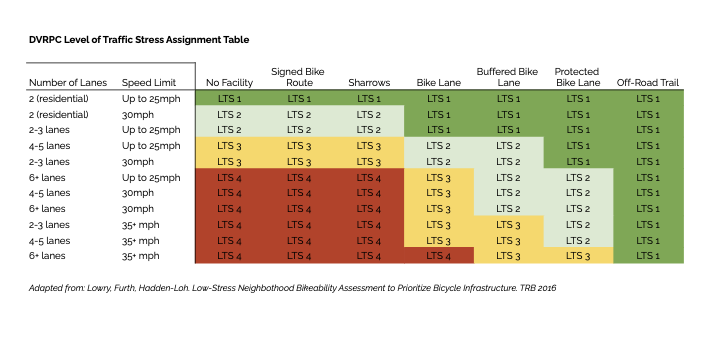 DVRPC Level of Traffic Stress Assignment Table
Number of Lanes Speed Limit No Facility Signed Bike Route Sharrows Bike Lane Buffered Bike Lane Protected Bike Lane Off-Road Trail
2 (residential) Up to 25mph LTS 1 LTS 1 LTS 1 LTS 1 LTS 1 LTS 1 LTS 1
2 (residential) 30mph LTS 2 LTS 2 LTS 2 LTS 1 LTS 1 LTS 1 LTS 1
2-3 lanes Up to 25mph LTS 2 LTS 2 LTS 2 LTS 1 LTS 1 LTS 1 LTS 1
4-5 lanes Up to 25mph LTS 3 LTS 3 LTS 3 LTS 2 LTS 2 LTS 1 LTS 1
2-3 lanes 30mph LTS 3 LTS 3 LTS 3 LTS 2 LTS 2 LTS 1 LTS 1
6+ lanes Up to 25mph LTS 4 LTS 4 LTS 4 LTS 3 LTS 2 LTS 2 LTS 1
4-5 lanes 30mph LTS 4 LTS 4 LTS 4 LTS 3 LTS 2 LTS 2 LTS 1
6+ lanes 30mph LTS 4 LTS 4 LTS 4 LTS 3 LTS 2 LTS 2 LTS 1
2-3 lanes 35+ mph LTS 4 LTS 4 LTS 4 LTS 3 LTS 3 LTS 2 LTS 1
4-5 lanes 35+ mph LTS 4 LTS 4 LTS 4 LTS 3 LTS 3 LTS 2 LTS 1
6+ lanes 35+ mph LTS 4 LTS 4 LTS 4 LTS 4 LTS 3 LTS 3 LTS 1
Adapted from: Lowry, Furth, Hadden-Loh. Low-Stress Neighborhood Bikeability Assessment to Prioritize Bicycle Infrastructure. TRB 2016